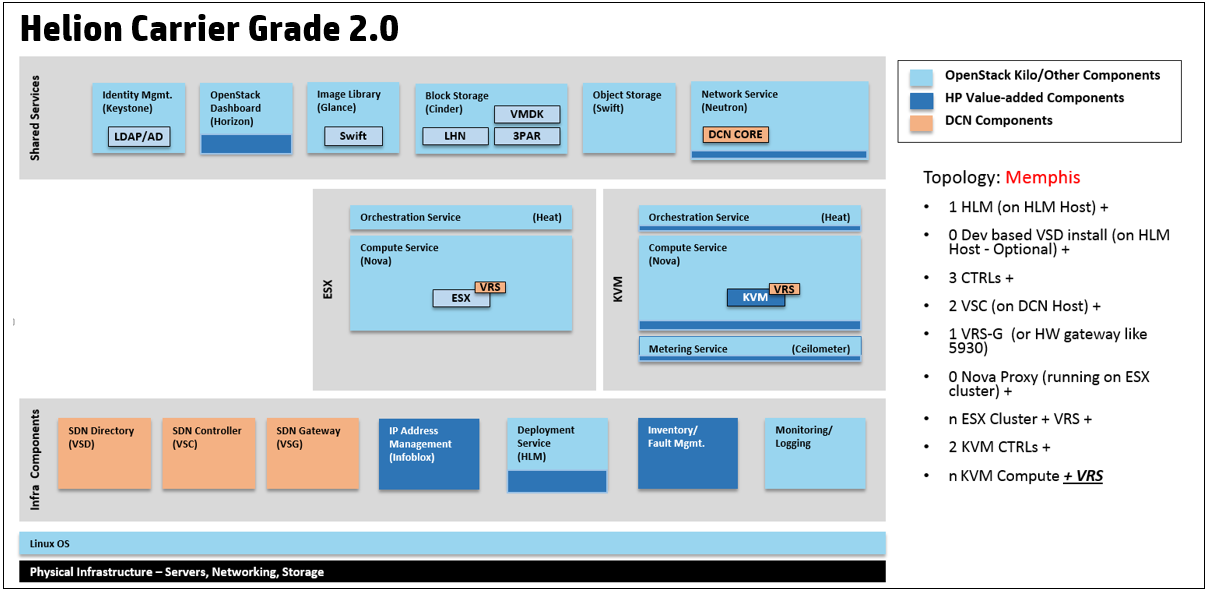 Helion Carrier Grade 2.0
Shared Services
Identity Mgmt.
(Keystone)
LDAP/AD
OpenStack
Dashboard
(Horizon)
Image Library
(Glance)
Swift
Block Storage
(Cinder)
VMDK
LHN
3PAR
Object Storage
(Swift)
Network Service
(Neutron)
DCN CORE
OpenStack Kilo/Other Components
HP Value-added Components
DCN Components
ESX
Orchestration Service (Heat)
Compute Service
(Nova)
VRS
ESX
KVM
Orchestration Service (Heat)
Compute Service
(Nova)
VRS
KVM
Metering Service (Ceilometer)
Topology: Memphis
• 1 HLM (on HLM Host) +
• 0 Dev based VSD install (on HLM
Host - Optional) +
• 3 CTRLs +
• 2 VSC (on DCN Host) +
• 1 VRS-G (or HW gateway like
5930)
• 0 Nova Proxy (running on ESX
cluster) +
• n ESX Cluster + VRS +
• 2 KVM CTRLs +
• n KVM Compute + VRS
Infra Components
SDN Directory
(VSD)
SDN Controller
(VSC)
SDN Gateway
(VSG)
IP Address
Management
(Infoblox)
Deployment
Service
(HLM)
Inventory/
Fault Mgmt.
Monitoring/
Logging
Linux OS
Physical Infrastructure – Servers, Networking, Storage